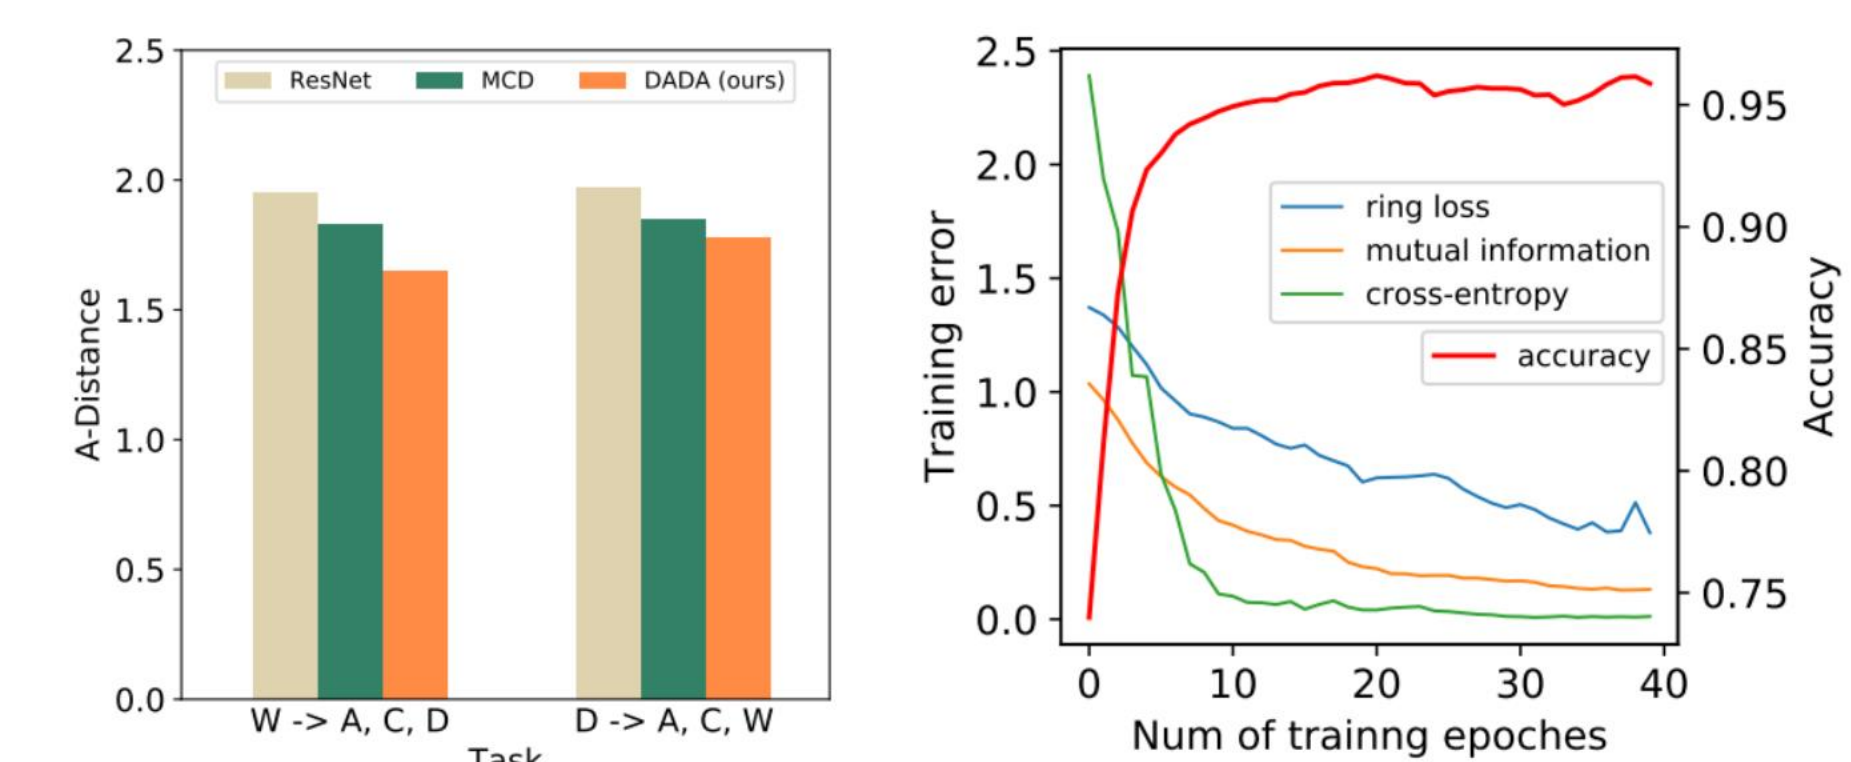 2.5
2.0
1.5
1.0
0.5
0.0
A-Distance
ResNet MCD DADA (ours)
W -> A, C, D D -> A, C, W
Task
2.5
2.0
1.5
1.0
0.5
0.0
Training error
ring loss
mutual information
cross-entropy
accuracy
0.95
0.90
0.85
0.80
0.75
Accuracy
0 10 20 30 40
Num of trainng epoches